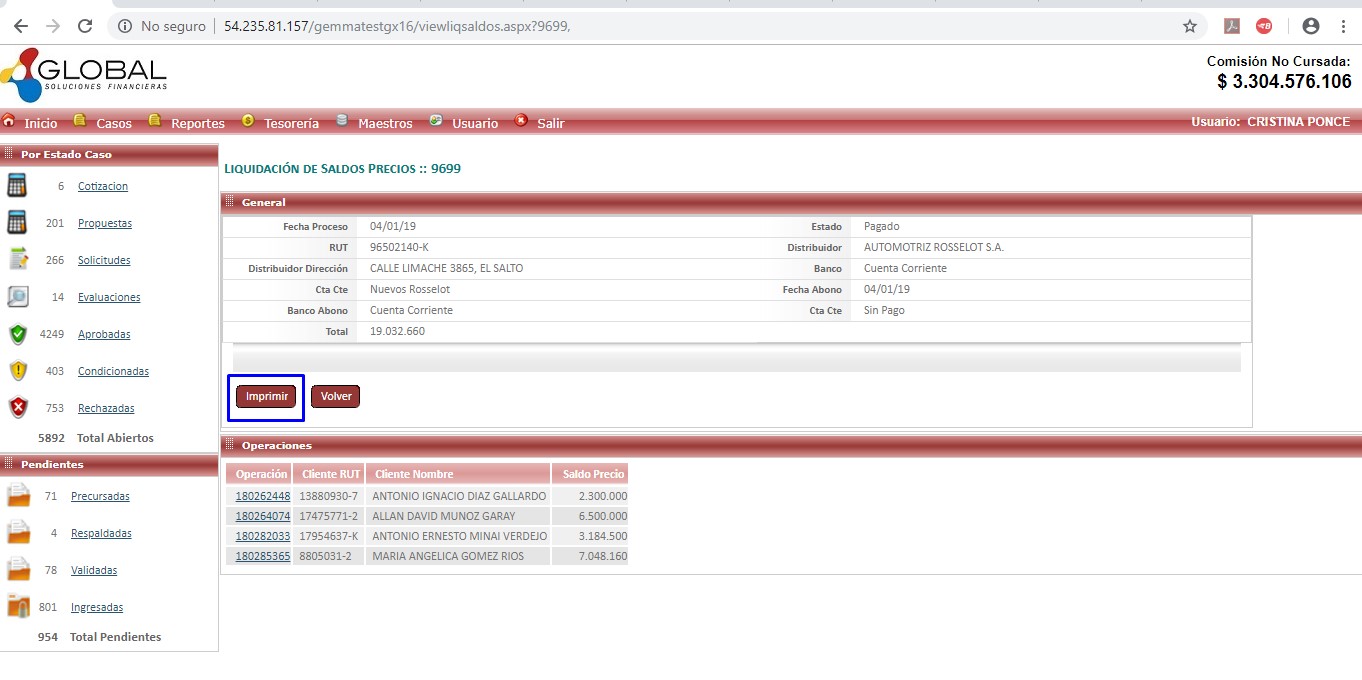 No seguro | 54.235.81.157/gemmatestgx16/viewliqsaldos.aspx?9699,
GLOBAL
SOLUCIONES FINANCIERAS
Comisión No Cursada:
$ 3.304.576.106
Inicio Casos Reportes Tesorería Maestros Usuario Salir Usuario: CRISTINA PONCE
Por Estado Caso
6 Cotizacion
201 Propuestas
266 Solicitudes
14 Evaluaciones
4249 Aprobadas
403 Condicionadas
753 Rechazadas
5892 Total Abiertos
Pendientes
71 Precursadas
4 Respaldadas
78 Validadas
801 Ingresadas
954 Total Pendientes
LIQUIDACIÓN DE SALDOS PRECIOS :: 9699
General
Fecha Proceso 04/01/19 Estado Pagado
RUT 96502140-K Distribuidor AUTOMOTRIZ ROSSELOT S.A.
Distribuidor Dirección CALLE LIMACHE 3865, EL SALTO Banco Cuenta Corriente
Cta Cte Nuevos Rosselot Fecha Abono 04/01/19
Banco Abono Cuenta Corriente Cta Cte Sin Pago
Total 19.032.660
Imprimir Volver
Operaciones
Operación Cliente RUT Cliente Nombre Saldo Precio
180262448 13880930-7 ANTONIO IGNACIO DIAZ GALLARDO 2.300.000
180264074 17475771-2 ALLAN DAVID MUNOZ GARAY 6.500.000
180282033 17954637-K ANTONIO ERNESTO MINAI VERDEJO 3.184.500
180285365 8805031-2 MARIA ANGELICA GOMEZ RIOS 7.048.160